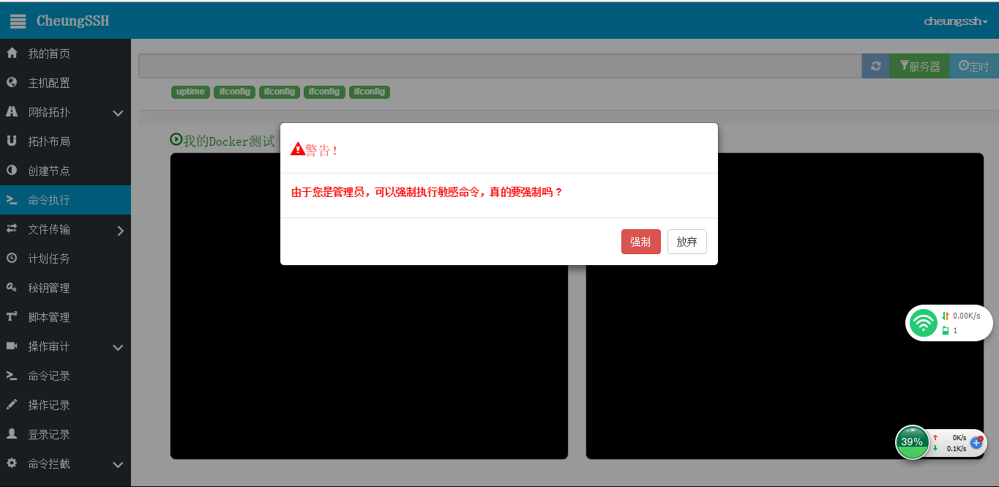 CheungSSH
cheungssh
我的首页
主机配置
网络拓扑
拓扑布局
创建节点
命令执行
文件传输
计划任务
秘钥管理
脚本管理
操作审计
命令记录
操作记录
登录记录
命令拦截
服务器
定时
uptime ifconfig ifconfig ifconfig ifconfig
我的Docker测试
警告!
由于您是管理员，可以强制执行敏感命令，真的要强制吗？
强制
放弃
0.00K/s
1
39%
0K/s
0.1K/s